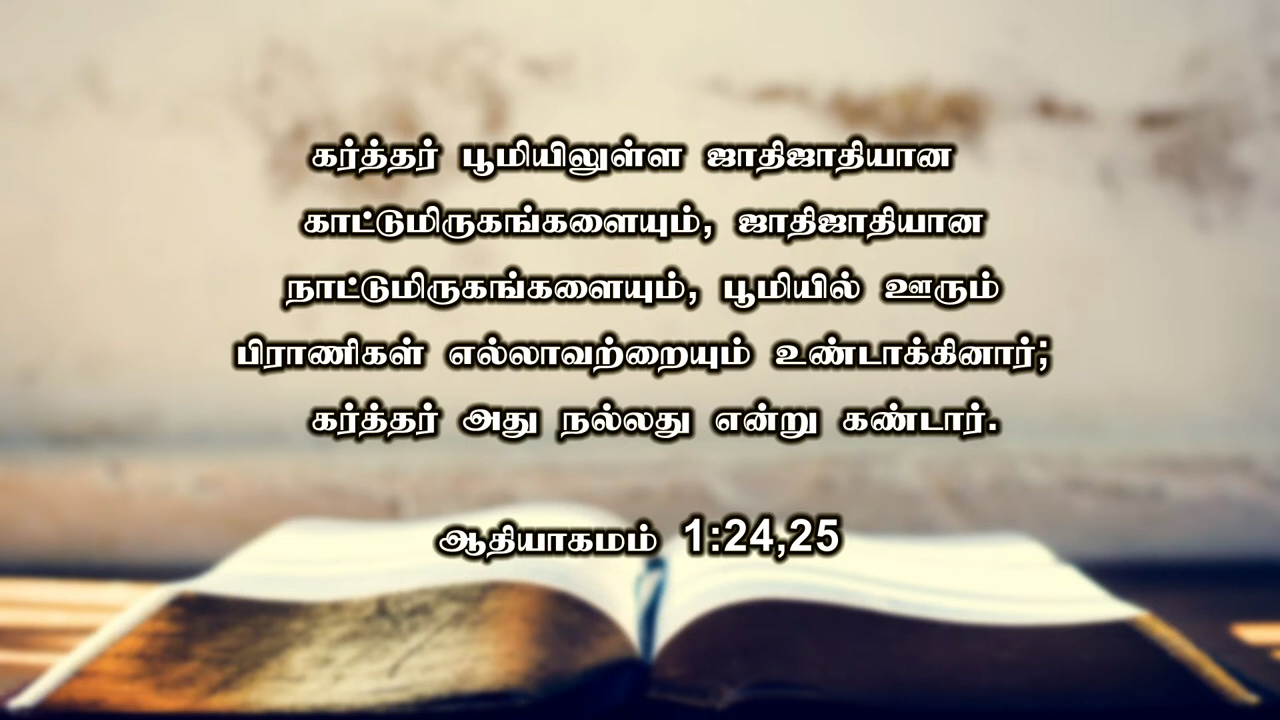 கர்த்தர் பூமியிலுள்ள ஜாதிஜாதியான
காட்டுமிருகங்களையும், ஜாதிஜாதியான
நாட்டுமிருகங்களையும், பூமியில் ஊரும்
பிராணிகள் எல்லாவற்றையும் உண்டாக்கினார்;
கர்த்தர் அது நல்லது என்று கண்டார்.
ஆதியாகமம் 1:24,25